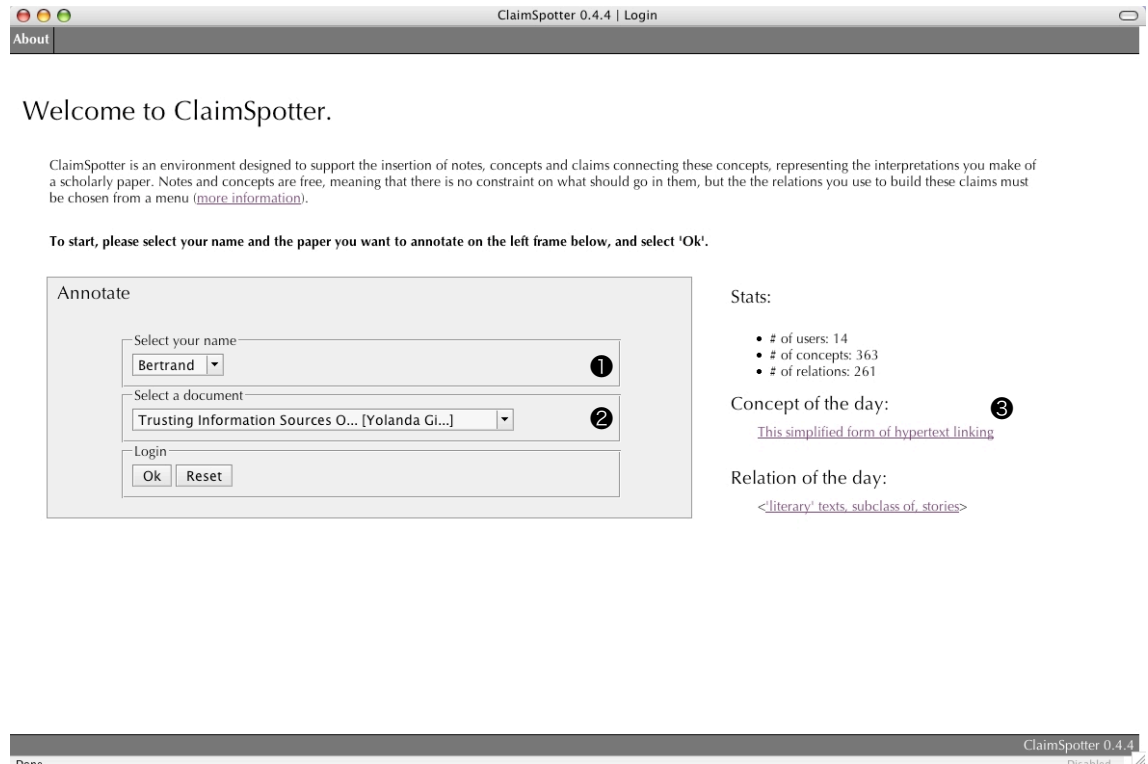 ClaimSpotter 0.4.4 | Login
About
Welcome to ClaimSpotter.
ClaimSpotter is an environment designed to support the insertion of notes, concepts and claims connecting these concepts, representing the interpretations you make of
a scholarly paper. Notes and concepts are free, meaning that there is no constraint on what should go in them, but the the relations you use to build these claims must
be chosen from a menu (more information).
To start, please select your name and the paper you want to annotate on the left frame below, and select 'Ok'.
Annotate
Select your name
Bertrand
❶
Select a document
Trusting Information Sources O... [Yolanda Gi...]
❷
Login
Ok Reset
Stats:
• # of users: 14
• # of concepts: 363
• # of relations: 261
Concept of the day:
❸
This simplified form of hypertext linking
Relation of the day:
<'literary' texts, subclass of, stories>
ClaimSpotter 0.4.4
Done
Disabled